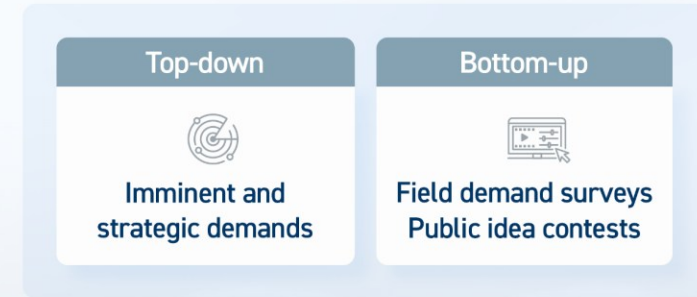 Top-down
Imminent and
strategic demands
Bottom-up
Field demand surveys
Public idea contests